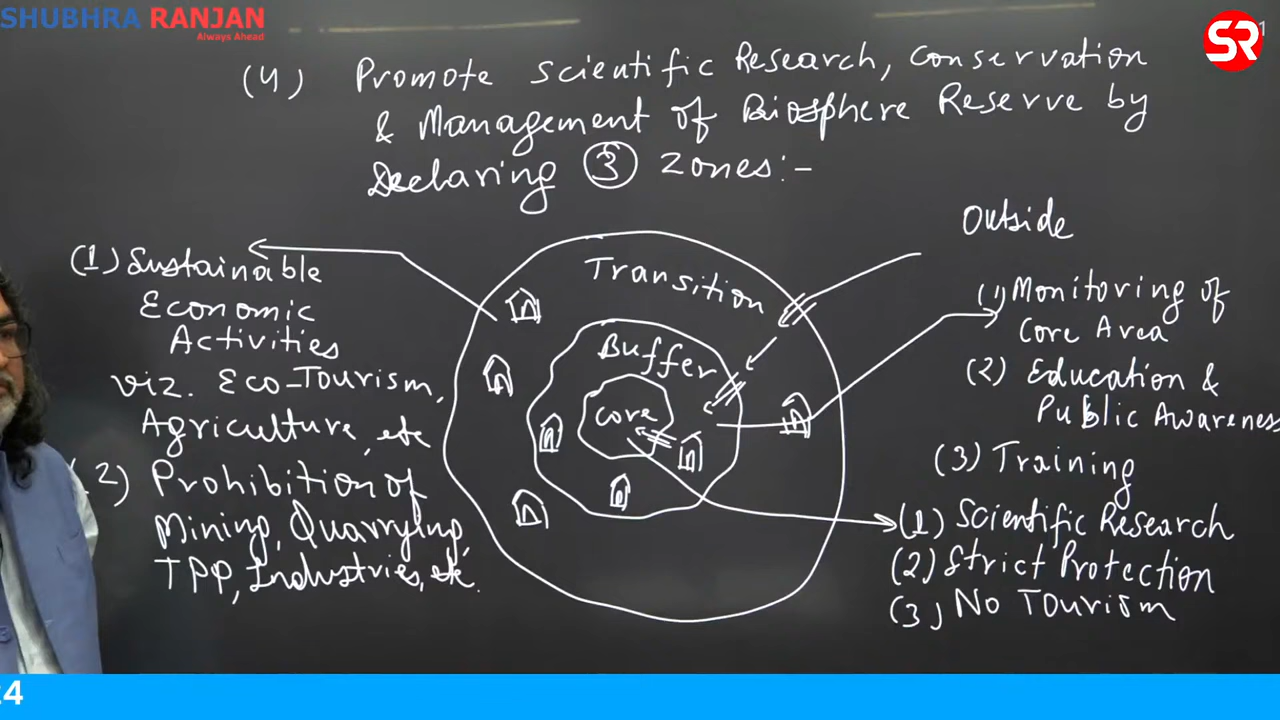 SHUBHRA RANJAN
Always Ahead
SR
1
(4) Promote scientific Research, conservation
& Management of Biosphere Reserve by
Declaring 3 Zones:-
Outside
(1) Sustainable
Economic
Activities
viz. Eco-Tourism,
Agriculture, etc
2) Prohibition of
Mining, Quarrying,
TPP, Industries, etc.
Transition
Buffer
Core
(1) Monitoring of
Core Area
(2) Education &
Public Awareness
(3) Training
(1) Scientific Research
(2) Strict Protection
(3) No Tourism
24